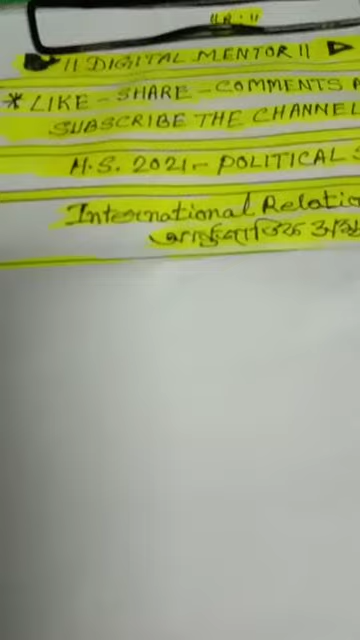 ॥ DIGITAL MENTOR ॥
* LIKE - SHARE - COMMENTS A
SUBSCRIBE THE CHANNEL
H.S. 2021 - POLITICAL S
International Relatio